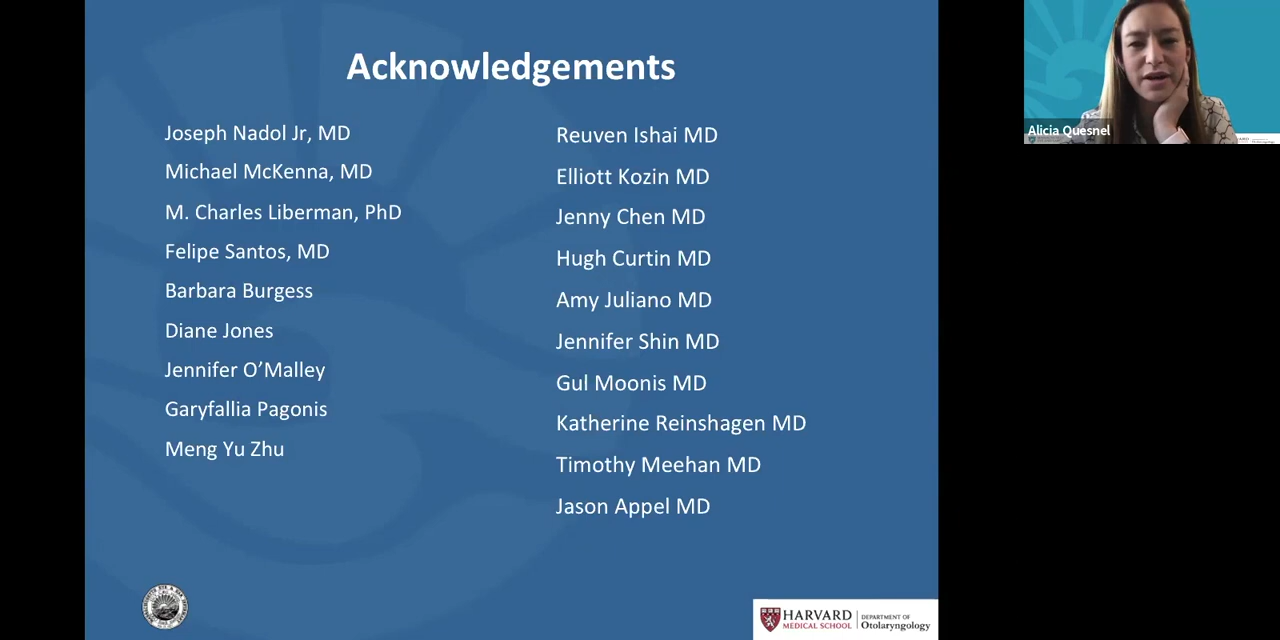 Acknowledgements
Joseph Nadol Jr, MD
Michael McKenna, MD
M. Charles Liberman, PhD
Felipe Santos, MD
Barbara Burgess
Diane Jones
Jennifer O’Malley
Garyfallia Pagonis
Meng Yu Zhu
Reuven Ishai MD
Elliott Kozin MD
Jenny Chen MD
Hugh Curtin MD
Amy Juliano MD
Jennifer Shin MD
Gul Moonis MD
Katherine Reinshagen MD
Timothy Meehan MD
Jason Appel MD
HARVARD
MEDICAL SCHOOL
DEPARTMENT OF
Otolaryngology
Alicia Quesnel